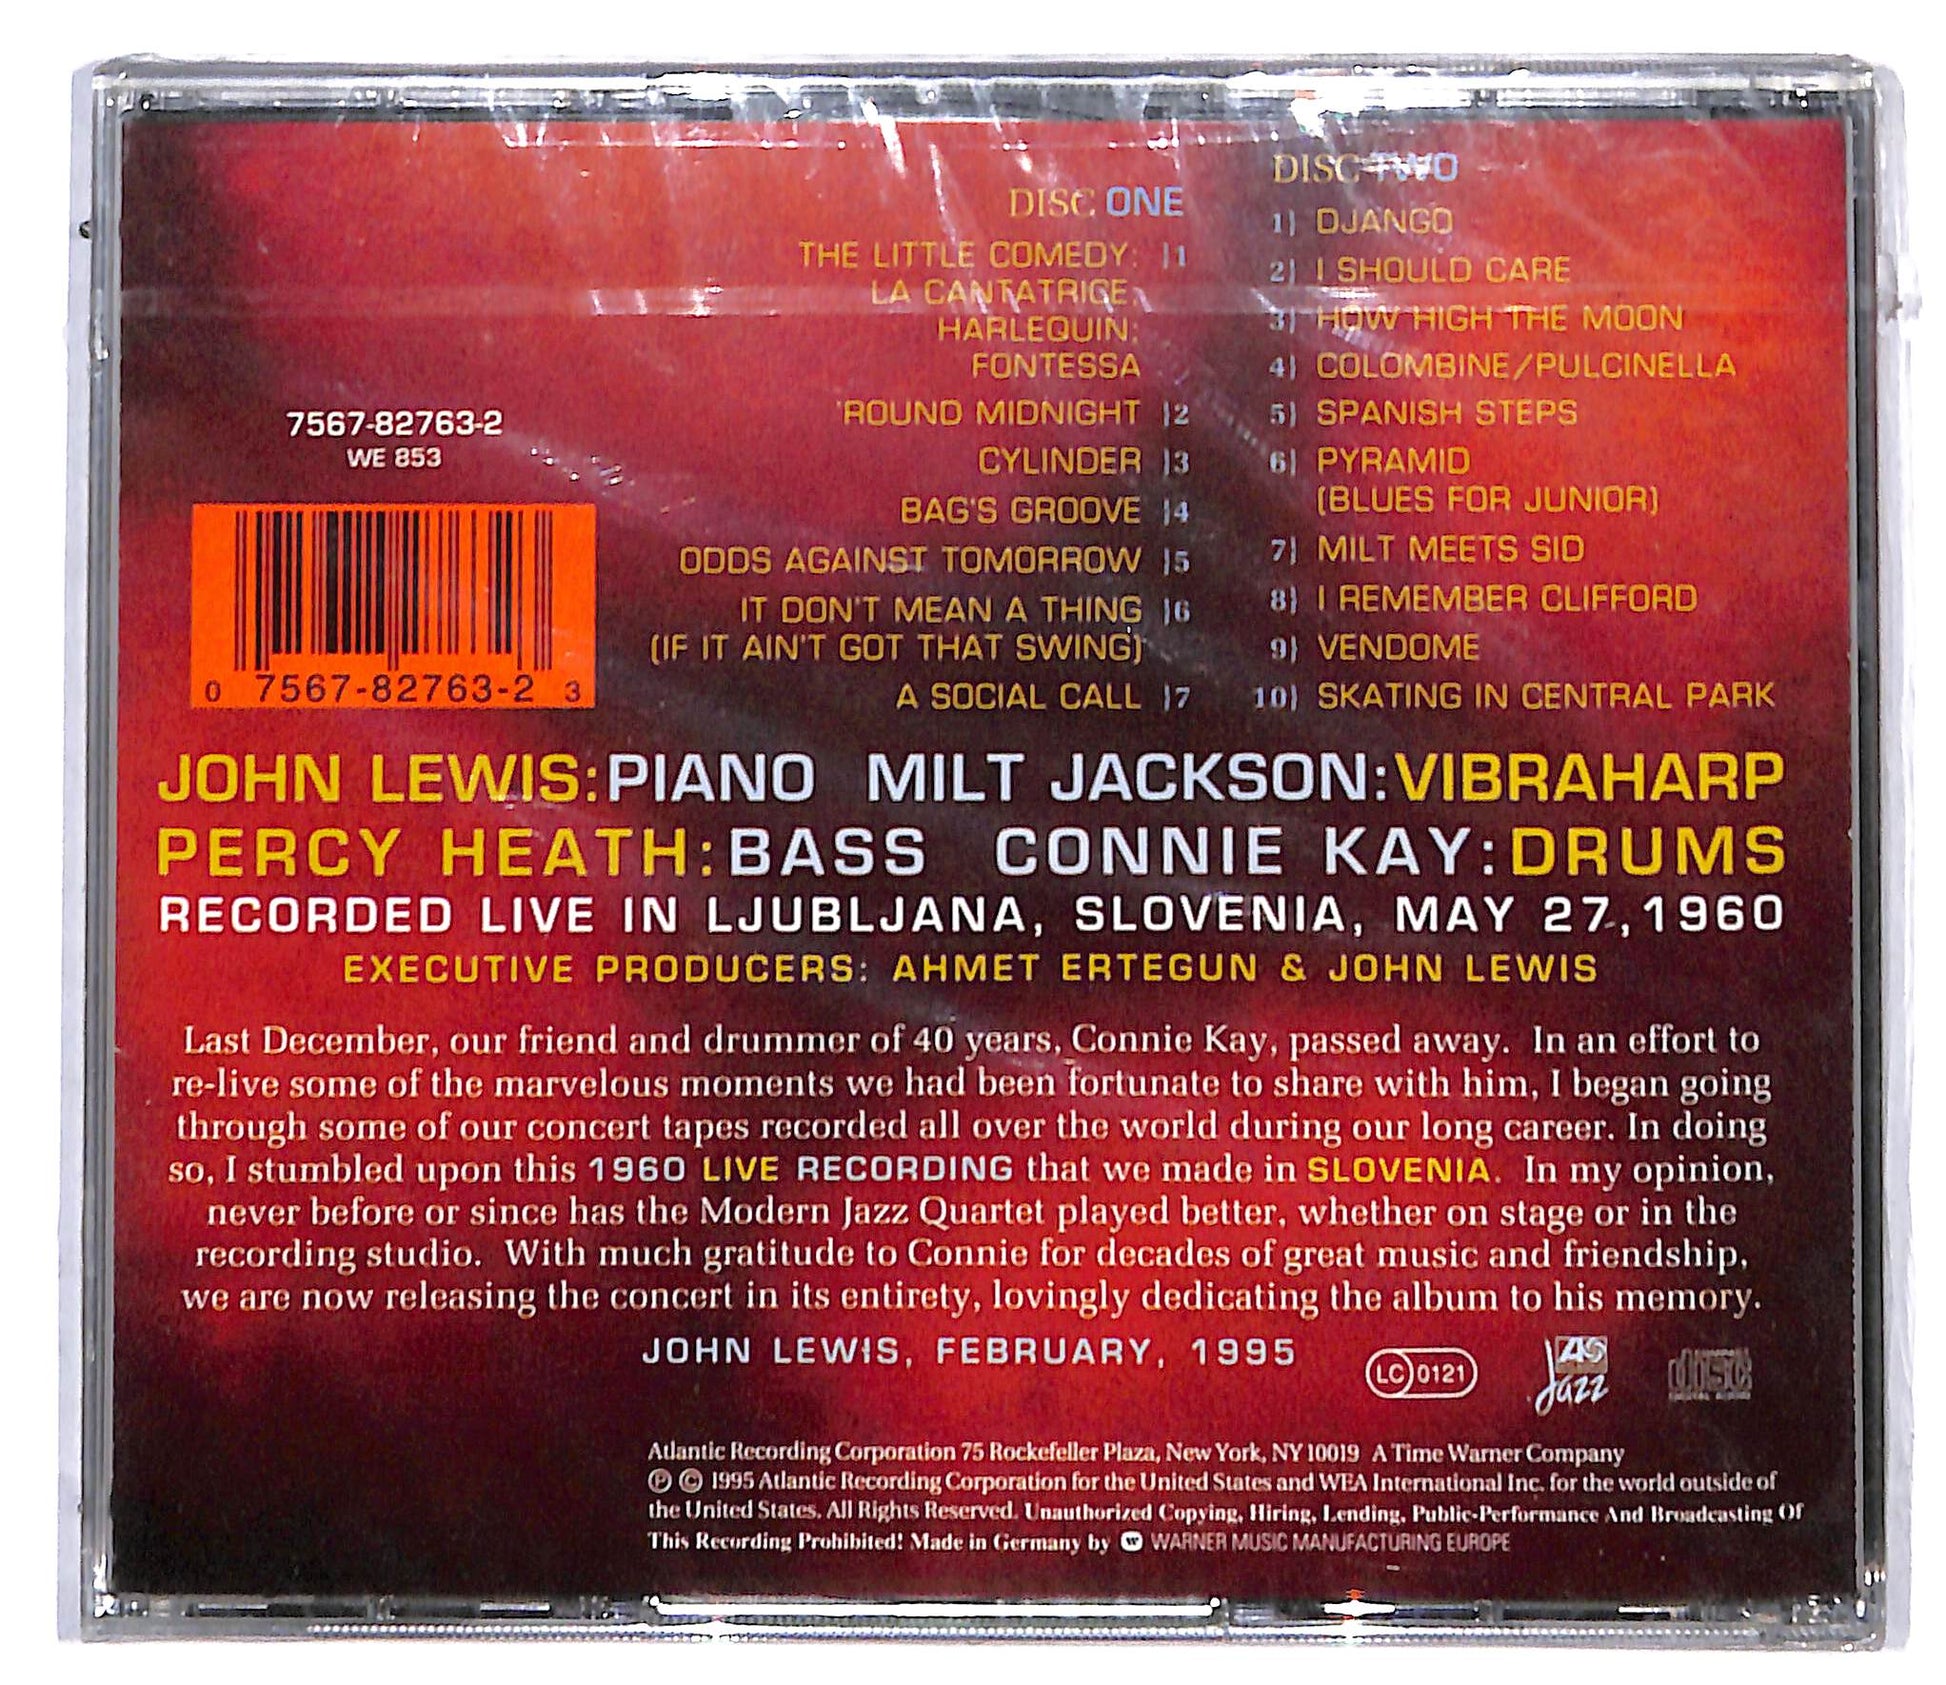 DISC ONE
THE LITTLE COMEDY: |1
LA CANTATRICE;
HARLEQUIN;
FONTESSA
'ROUND MIDNIGHT |2
CYLINDER |3
BAG'S GROOVE |4
ODDS AGAINST TOMORROW |5
IT DON'T MEAN A THING |6
(IF IT AIN'T GOT THAT SWING)
A SOCIAL CALL |7
DISC TWO
1| DJANGO
2| I SHOULD CARE
3| HOW HIGH THE MOON
4| COLOMBINE/PULCINELLA
5| SPANISH STEPS
6| PYRAMID
(BLUES FOR JUNIOR)
7| MILT MEETS SID
8| I REMEMBER CLIFFORD
9| VENDOME
10| SKATING IN CENTRAL PARK
7567-82763-2
WE 853
0 7567-82763-2 3
JOHN LEWIS:PIANO MILT JACKSON:VIBRAHARP
PERCY HEATH:BASS CONNIE KAY:DRUMS
RECORDED LIVE IN LJUBLJANA, SLOVENIA, MAY 27, 1960
EXECUTIVE PRODUCERS: AHMET ERTEGUN & JOHN LEWIS
Last December, our friend and drummer of 40 years, Connie Kay, passed away. In an effort to
re-live some of the marvelous moments we had been fortunate to share with him, I began going
through some of our concert tapes recorded all over the world during our long career. In doing
so, I stumbled upon this 1960 LIVE RECORDING that we made in SLOVENIA. In my opinion,
never before or since has the Modern Jazz Quartet played better, whether on stage or in the
recording studio. With much gratitude to Connie for decades of great music and friendship,
we are now releasing the concert in its entirety, lovingly dedicating the album to his memory.
JOHN LEWIS, FEBRUARY, 1995
LC 0121
Jazz
disc
DIGITAL AUDIO
Atlantic Recording Corporation 75 Rockefeller Plaza, New York, NY 10019 A Time Warner Company
℗ © 1995 Atlantic Recording Corporation for the United States and WEA International Inc. for the world outside of
the United States. All Rights Reserved. Unauthorized Copying, Hiring, Lending, Public-Performance And Broadcasting Of
This Recording Prohibited! Made in Germany by WARNER MUSIC MANUFACTURING EUROPE